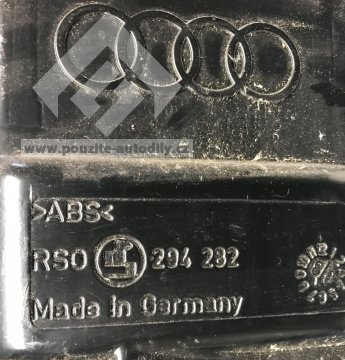 www.pouzite-autodily.cz
>ABS<
RSO 294 282
Made In Germany